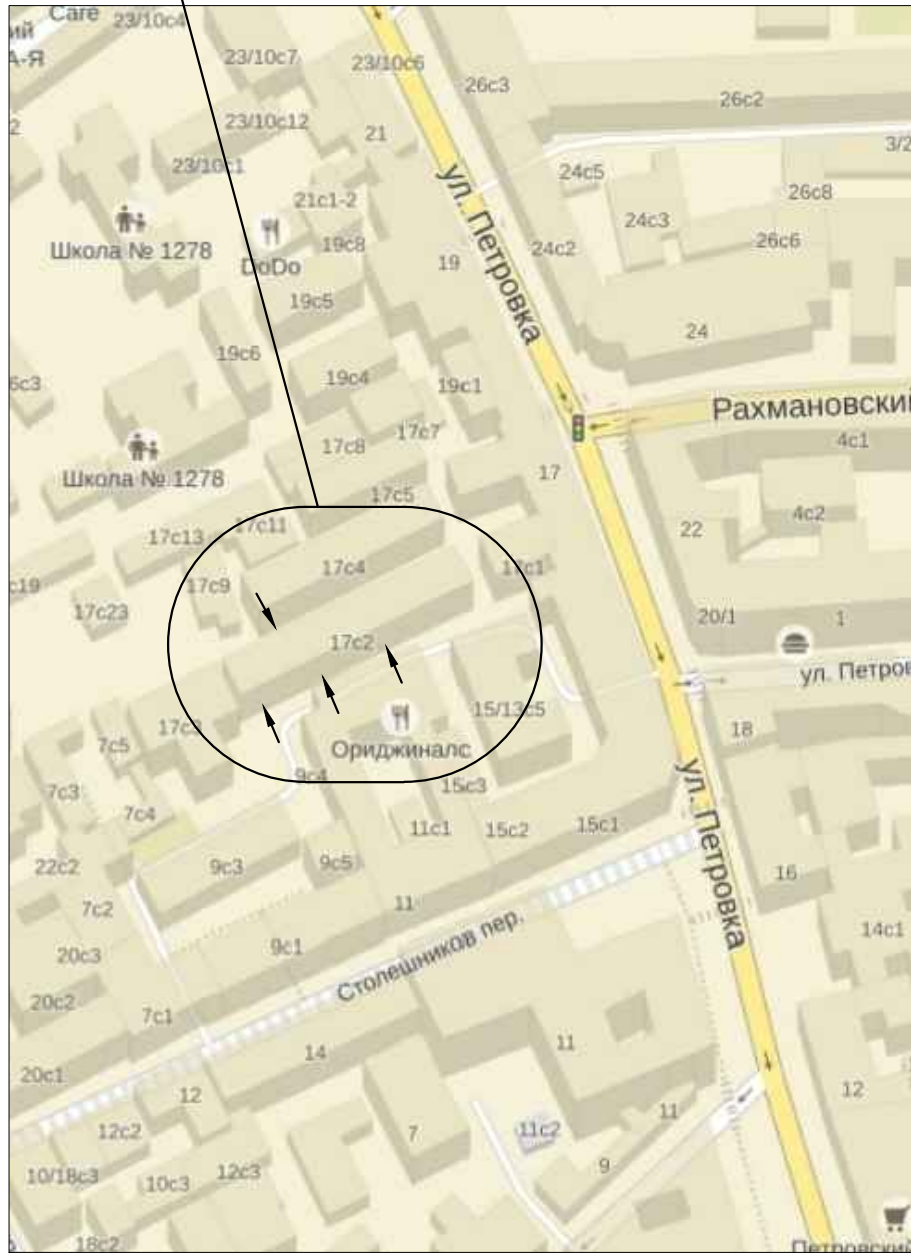 Care
23/10с4
ий
А-Я
23/10с7
23/10с6
26с3
26с2
2
23/10с12
21
23/10с1
3/2
24с5
26с8
21с1-2
Школа № 1278
DoDo
19с8
19
24с2
24с3
26с6
ул. Петровка
19с5
24
19с6
6с3
19с4
19с1
Рахмановский
17с7
17с8
4с1
Школа № 1278
17
17с5
22
4с2
17с13
17с11
17с4
17с1
с19
17с9
17с23
20/1
1
17с2
ул. Петров
15/13с5
17с3
18
7с5
Ориджиналс
9с4
15с3
7с3
ул. Петровка
7с4
11с1
15с2
15с1
22с2
9с3
9с5
16
7с2
11
14с1
20с3
9с1
Столешников пер.
20с2
7с1
11
14
20с1
12
12
11
12с2
7
11с2
9
10/18с3
10с3
12с3
18с2
Петровский